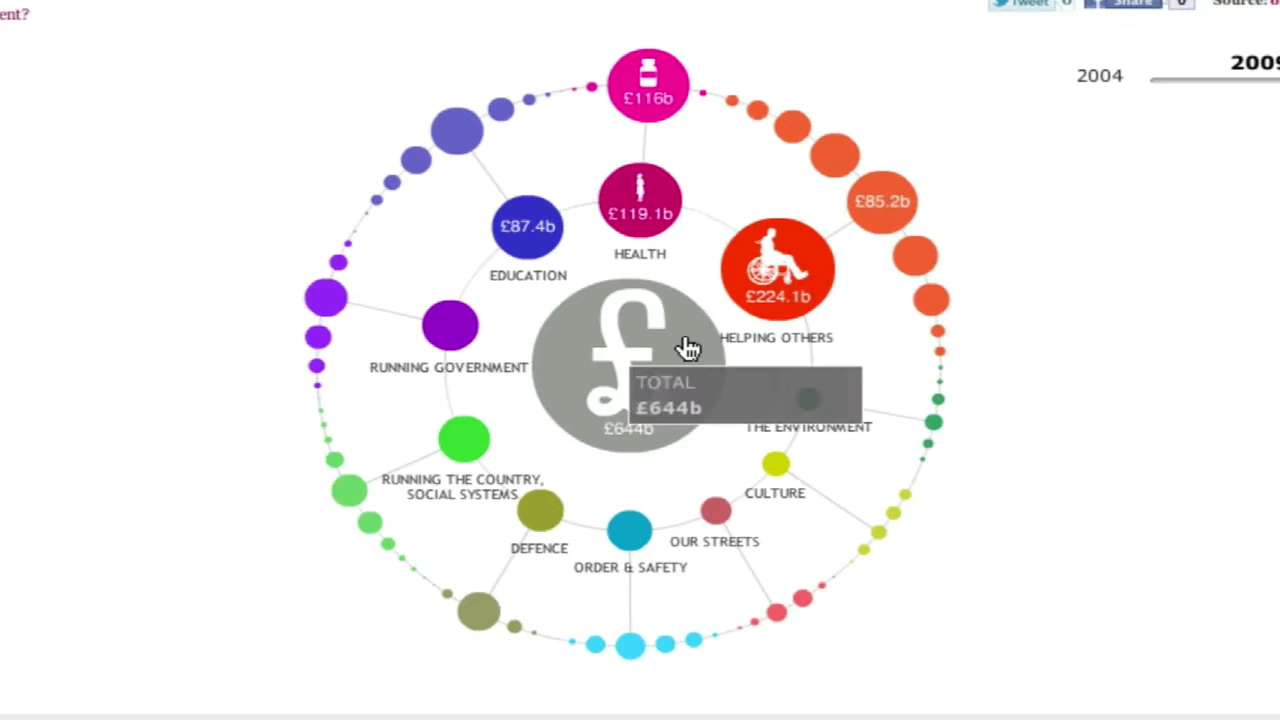 ent?
Tweet
Share
0
Source:
2004
2009
£116b
£85.2b
£87.4b
£119.1b
HEALTH
EDUCATION
£224.1b
HELPING OTHERS
RUNNING GOVERNMENT
TOTAL
£644b
£644b
THE ENVIRONMENT
RUNNING THE COUNTRY,
SOCIAL SYSTEMS
CULTURE
OUR STREETS
DEFENCE
ORDER & SAFETY